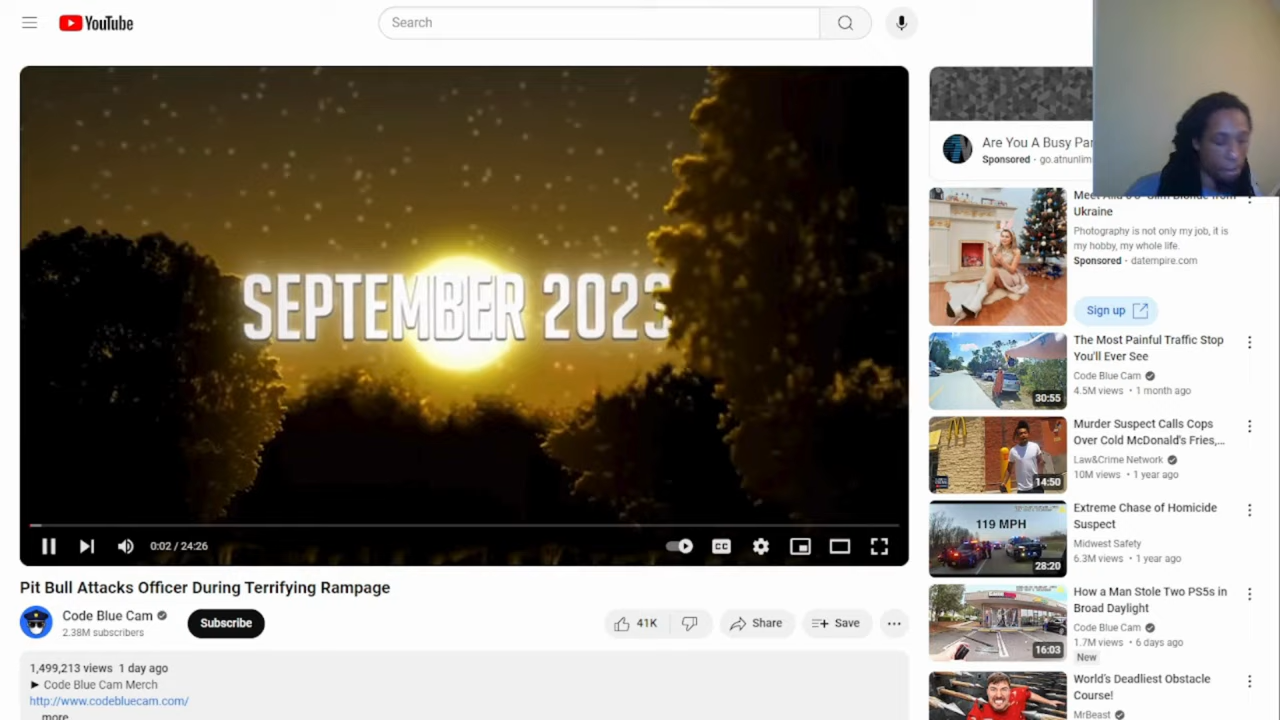 YouTube
Search
SEPTEMBER 2023
0:02 / 24:26
CC
Pit Bull Attacks Officer During Terrifying Rampage
Code Blue Cam
2.38M subscribers
Subscribe
41K
Share
Save
1,499,213 views 1 day ago
► Code Blue Cam Merch
http://www.codebluecam.com/
...more
Are You A Busy Par
Sponsored · go.atnunlim
Ukraine
Photography is not only my job, it is
my hobby, my whole life.
Sponsored · datempire.com
Sign up
The Most Painful Traffic Stop
You'll Ever See
Code Blue Cam
4.5M views • 1 month ago
30:55
Murder Suspect Calls Cops
Over Cold McDonald's Fries,...
Law&Crime Network
10M views • 1 year ago
14:50
119 MPH
Extreme Chase of Homicide
Suspect
Midwest Safety
6.3M views • 1 year ago
28:20
How a Man Stole Two PS5s in
Broad Daylight
Code Blue Cam
1.7M views • 6 days ago
New
16:03
World's Deadliest Obstacle
Course!
MrBeast